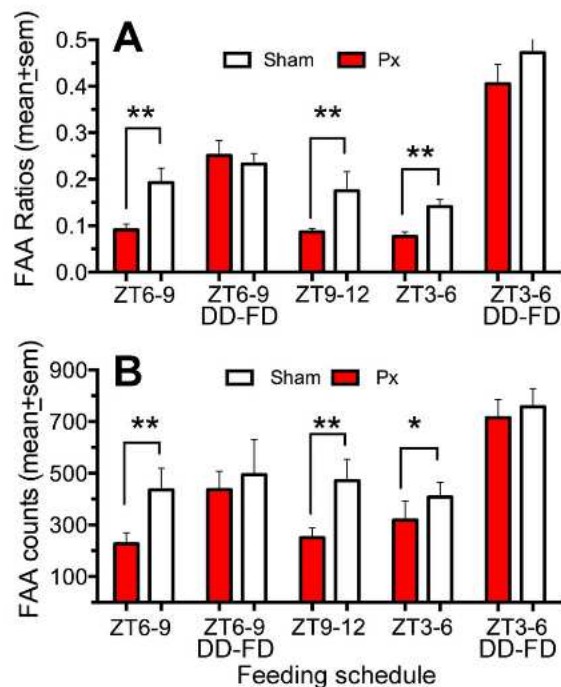 A
Sham Px
FAA Ratios (mean±sem)
0.5
0.4
0.3
0.2
0.1
0.0
** ** **
ZT6-9 ZT6-9 ZT9-12 ZT3-6 ZT3-6
DD-FD DD-FD
B
Sham Px
FAA counts (mean±sem)
900
700
500
300
100
** ** *
ZT6-9 ZT6-9 ZT9-12 ZT3-6 ZT3-6
DD-FD DD-FD
Feeding schedule